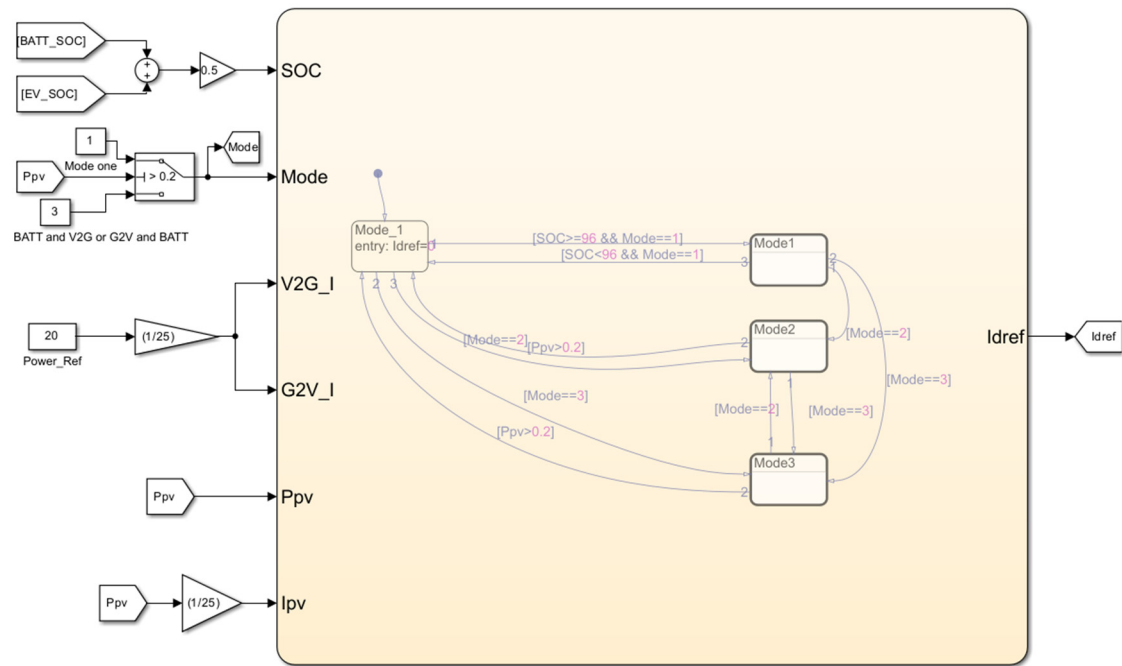 [BATT_SOC]
[EV_SOC]
+
+
0.5
SOC
1
Mode one
Ppv
> 0.2
3
Mode
BATT and V2G or G2V and BATT
Mode
20
Power_Ref
(1/25)
V2G_I
G2V_I
Ppv
Ppv
Ppv
(1/25)
Ipv
Mode_1
entry: Idref=0
1
2
3
[SOC>=96 && Mode==1]
[SOC<96 && Mode==1]
Mode1
3
2
1
[Mode==2]
[Ppv>0.2]
Mode2
2
1
[Mode==2]
[Mode==3]
[Mode==3]
[Ppv>0.2]
[Mode==2]
[Mode==3]
1
Mode3
2
Idref
Idref